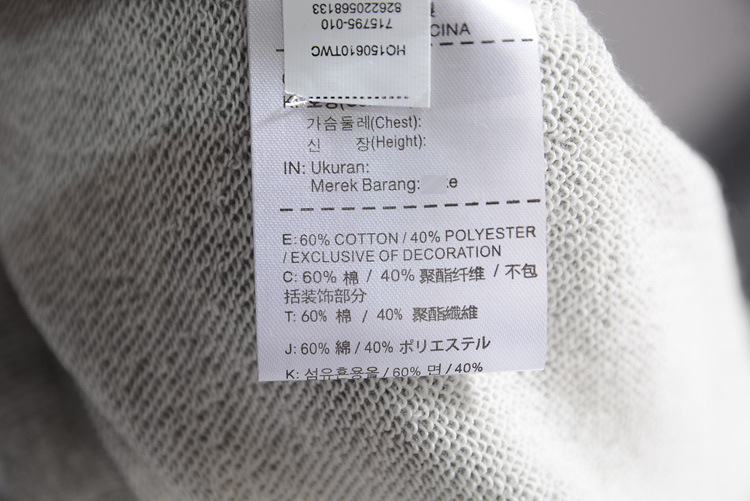 HQ150610TWC
715795-010
826220568133
CINA
가슴둘레(Chest):
신 장(Height):
IN: Ukuran:
Merek Barang:
E: 60% COTTON / 40% POLYESTER
/ EXCLUSIVE OF DECORATION
C: 60% 棉 / 40% 聚酯纤维 / 不包
括装饰部分
T: 60% 棉 / 40% 聚酯纖維
J: 60% 綿 / 40% ポリエステル
K: 섬유혼용율 / 60% 면 / 40%